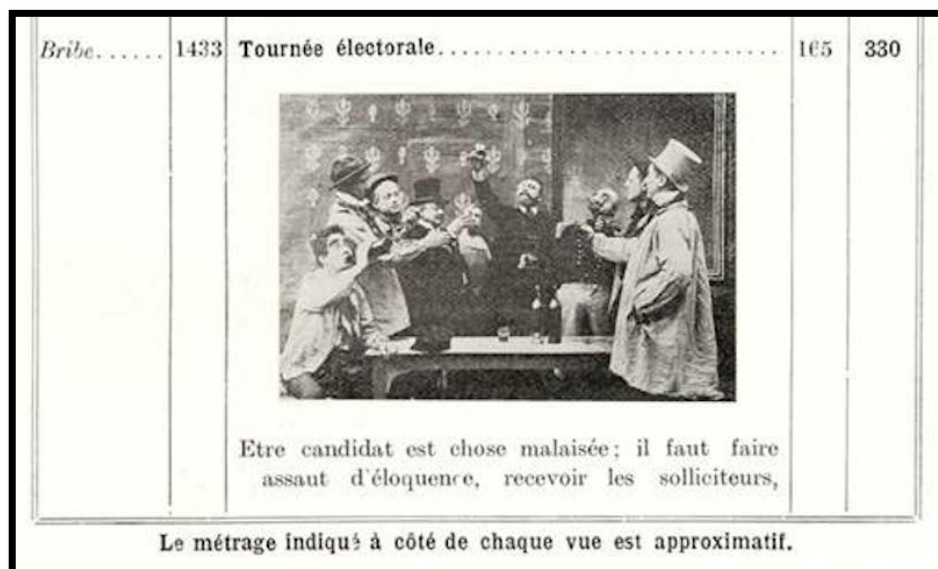 Bribe...... 1433 Tournée électorale................................ 165 330
Etre candidat est chose malaisée; il faut faire
assaut d'éloquence, recevoir les solliciteurs,
Le métrage indiqué à côté de chaque vue est approximatif.